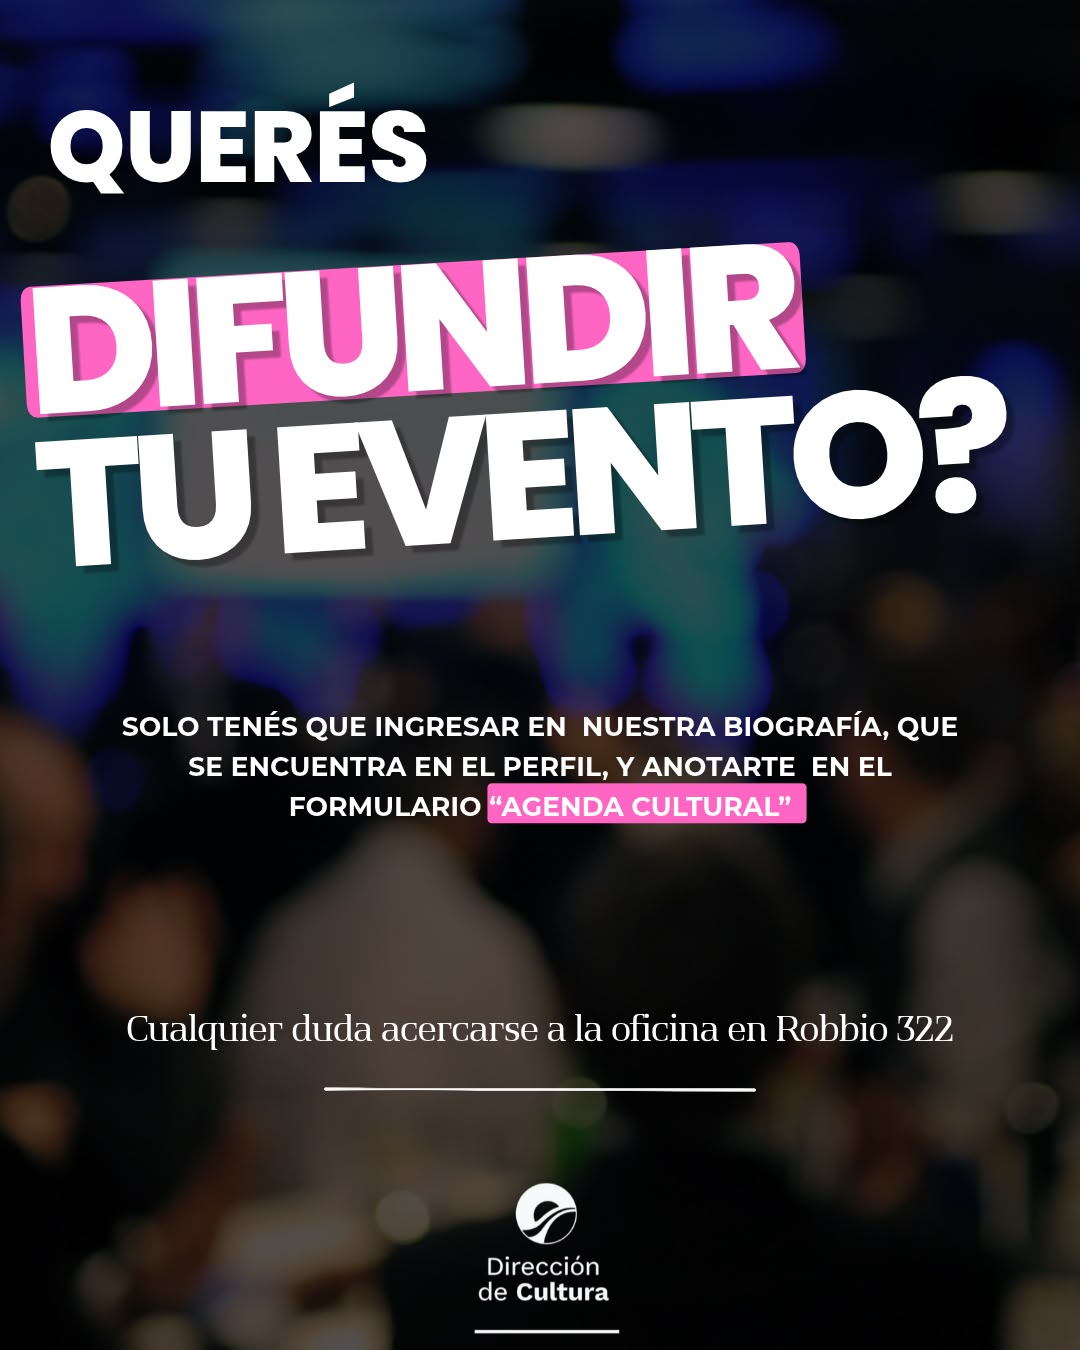 QUERÉS
DIFUNDIR
TU EVENTO?
SOLO TENÉS QUE INGRESAR EN  NUESTRA BIOGRAFÍA, QUE
SE ENCUENTRA EN EL PERFIL, Y ANOTARTE  EN EL
FORMULARIO “AGENDA CULTURAL”
Cualquier duda acercarse a la oficina en Robbio 322
Dirección
de Cultura